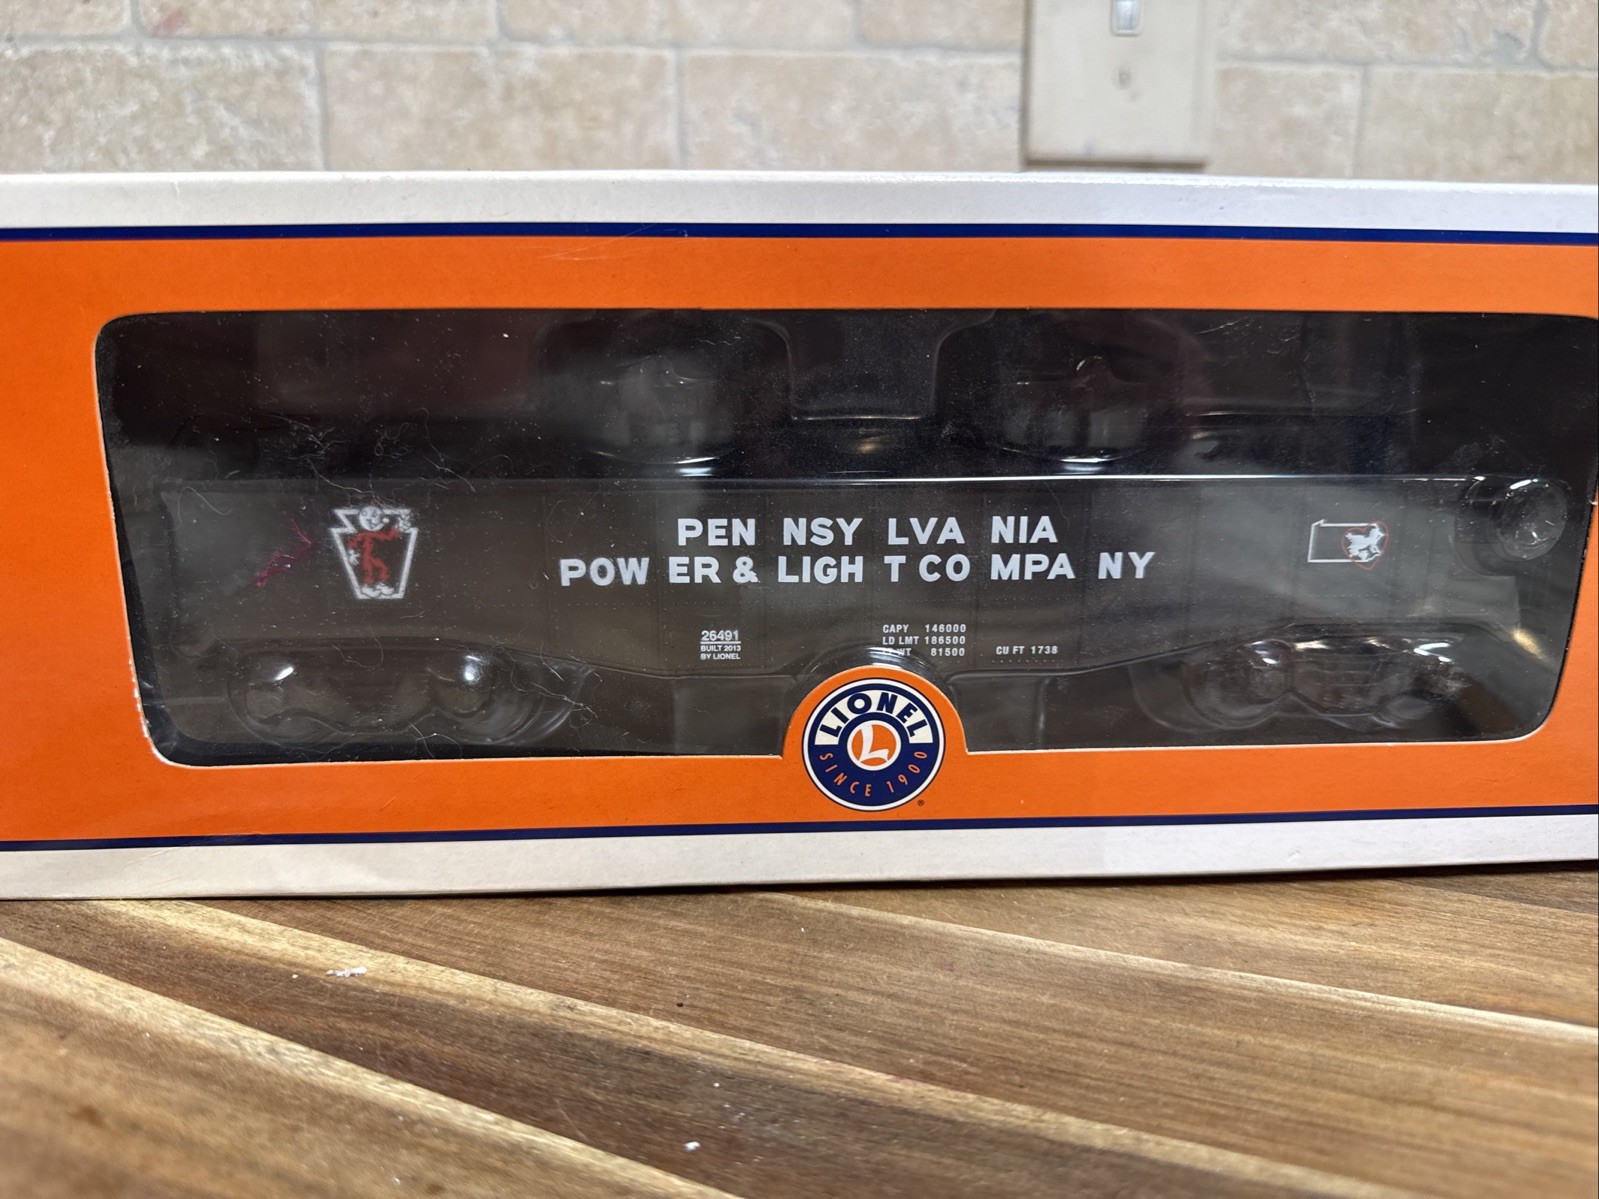 PEN NSY LVA NIA
POW ER & LIGH T CO MPA NY
26491
BUILT 2013
BY LIONEL
CAPY 146000
LD LMT 186500
WT 81500
CU FT 1738
LIONEL
L
SINCE 1900
®